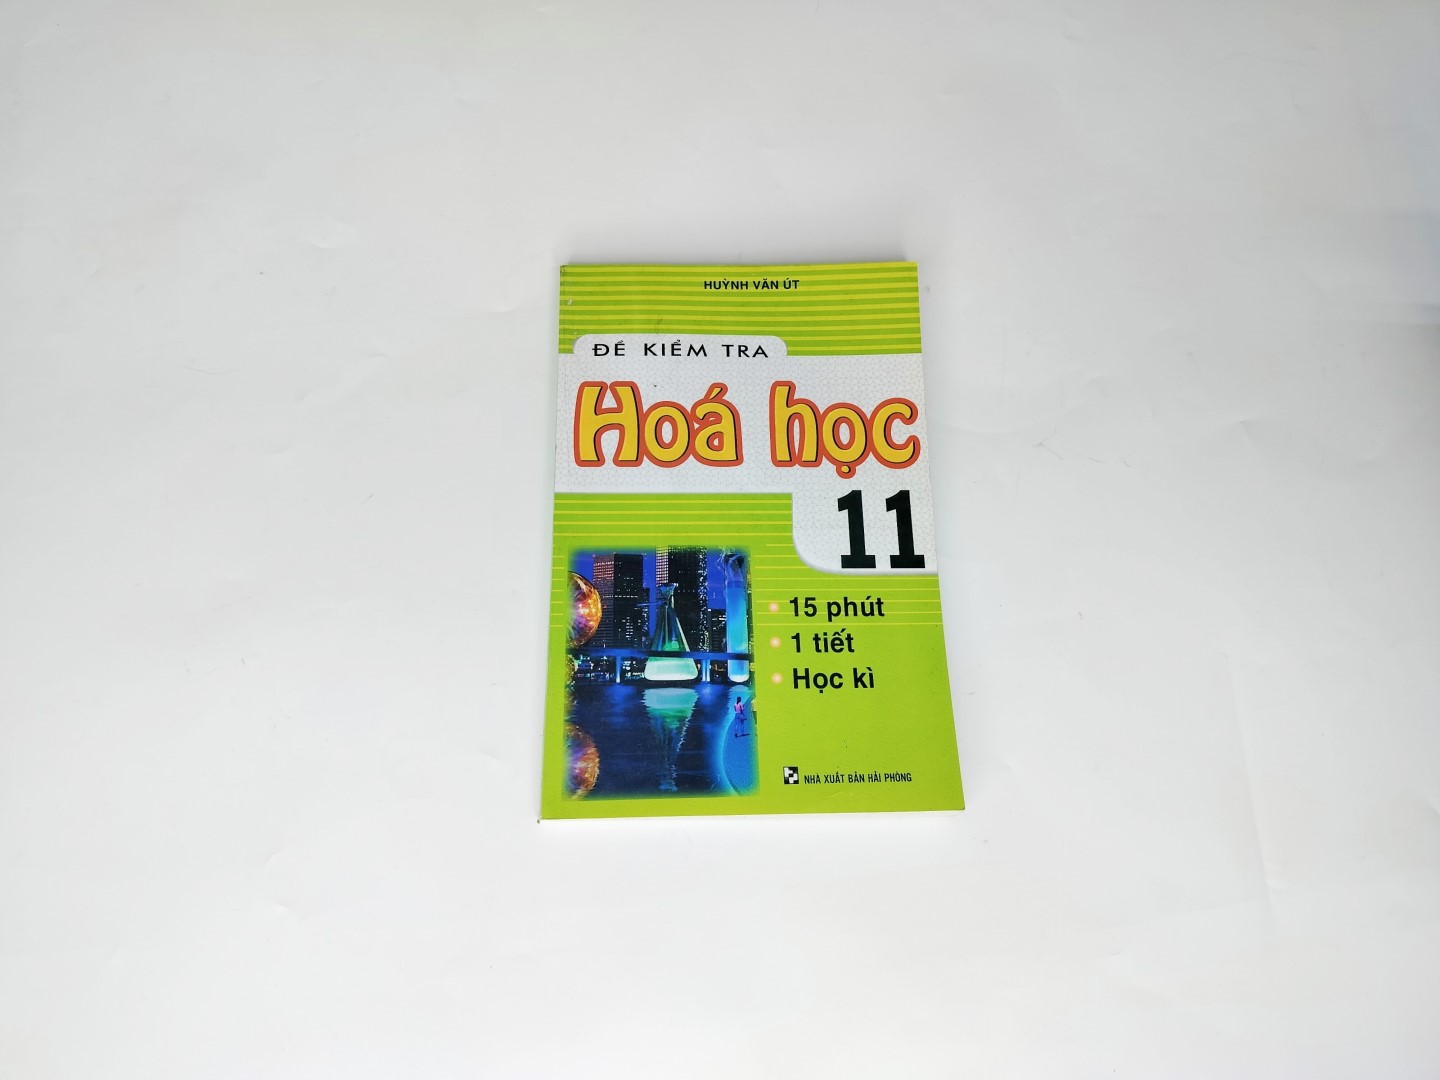 HUỲNH VĂN ÚT
ĐỀ KIỂM TRA
Hoá học
11
15 phút
1 tiết
Học kì
NHÀ XUẤT BẢN HẢI PHÒNG